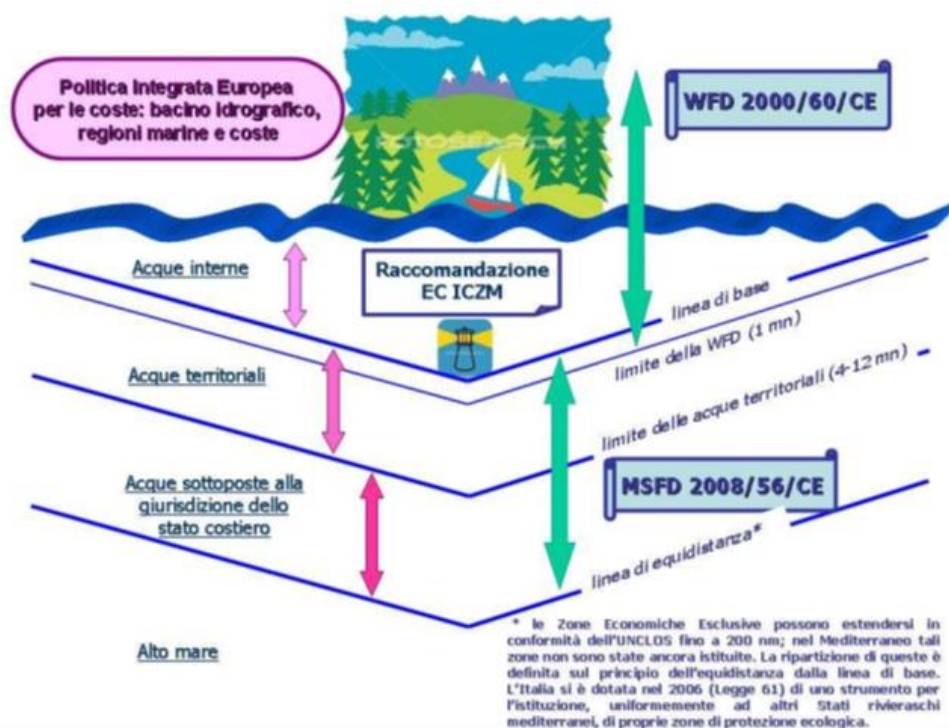 Politica Integrata Europea
per le coste: bacino idrografico,
regioni marine e coste
FOTOSEARCH
WFD 2000/60/CE
Acque interne
Raccomandazione
EC ICZM
linea di base
limite della WFD (1 mn)
Acque territoriali
limite delle acque territoriali (4-12 mn)
Acque sottoposte alla
giurisdizione dello
stato costiero
MSFD 2008/56/CE
linea di equidistanza*
Alto mare
* le Zone Economiche Esclusive possono estendersi in
conformità dell'UNCLOS fino a 200 nm; nel Mediterraneo tali
zone non sono state ancora istituite. La ripartizione di queste è
definita sul principio dell'equidistanza dalla linea di base.
L'Italia si è dotata nel 2006 (Legge 61) di uno strumento per
l'istituzione, uniformemente ad altri Stati rivieraschi
mediterranei, di proprie zone di protezione ecologica.